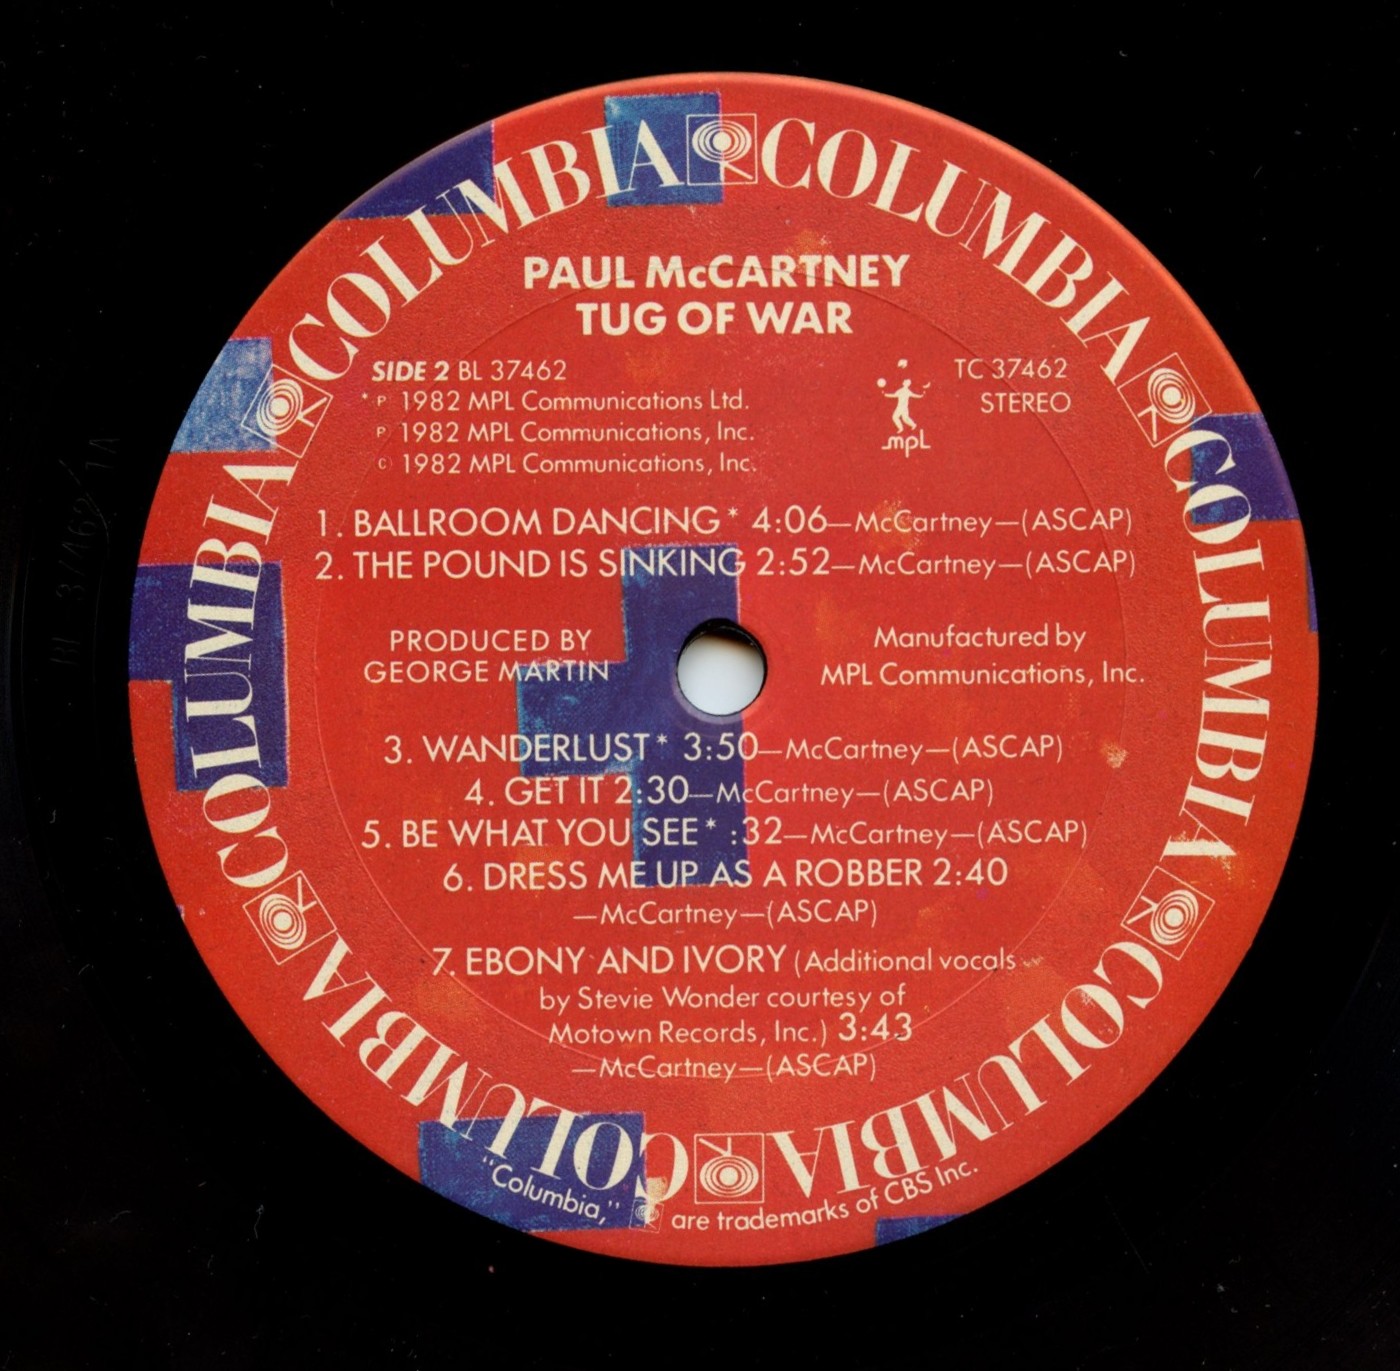 COLUMBIA COLUMBIA COLUMBIA COLUMBIA COLUMBIA COLUMBIA
PAUL McCARTNEY
TUG OF WAR
SIDE 2 BL 37462
* P 1982 MPL Communications Ltd.
P 1982 MPL Communications, Inc.
© 1982 MPL Communications, Inc.
TC 37462
STEREO
mpL
1. BALLROOM DANCING* 4:06—McCartney—(ASCAP)
2. THE POUND IS SINKING 2:52—McCartney—(ASCAP)
PRODUCED BY
GEORGE MARTIN
Manufactured by
MPL Communications, Inc.
3. WANDERLUST* 3:50—McCartney—(ASCAP)
4. GET IT 2:30—McCartney—(ASCAP)
5. BE WHAT YOU SEE* :32—McCartney—(ASCAP)
6. DRESS ME UP AS A ROBBER 2:40
—McCartney—(ASCAP)
7. EBONY AND IVORY (Additional vocals
by Stevie Wonder courtesy of
Motown Records, Inc.) 3:43
—McCartney—(ASCAP)
"Columbia," are trademarks of CBS Inc.